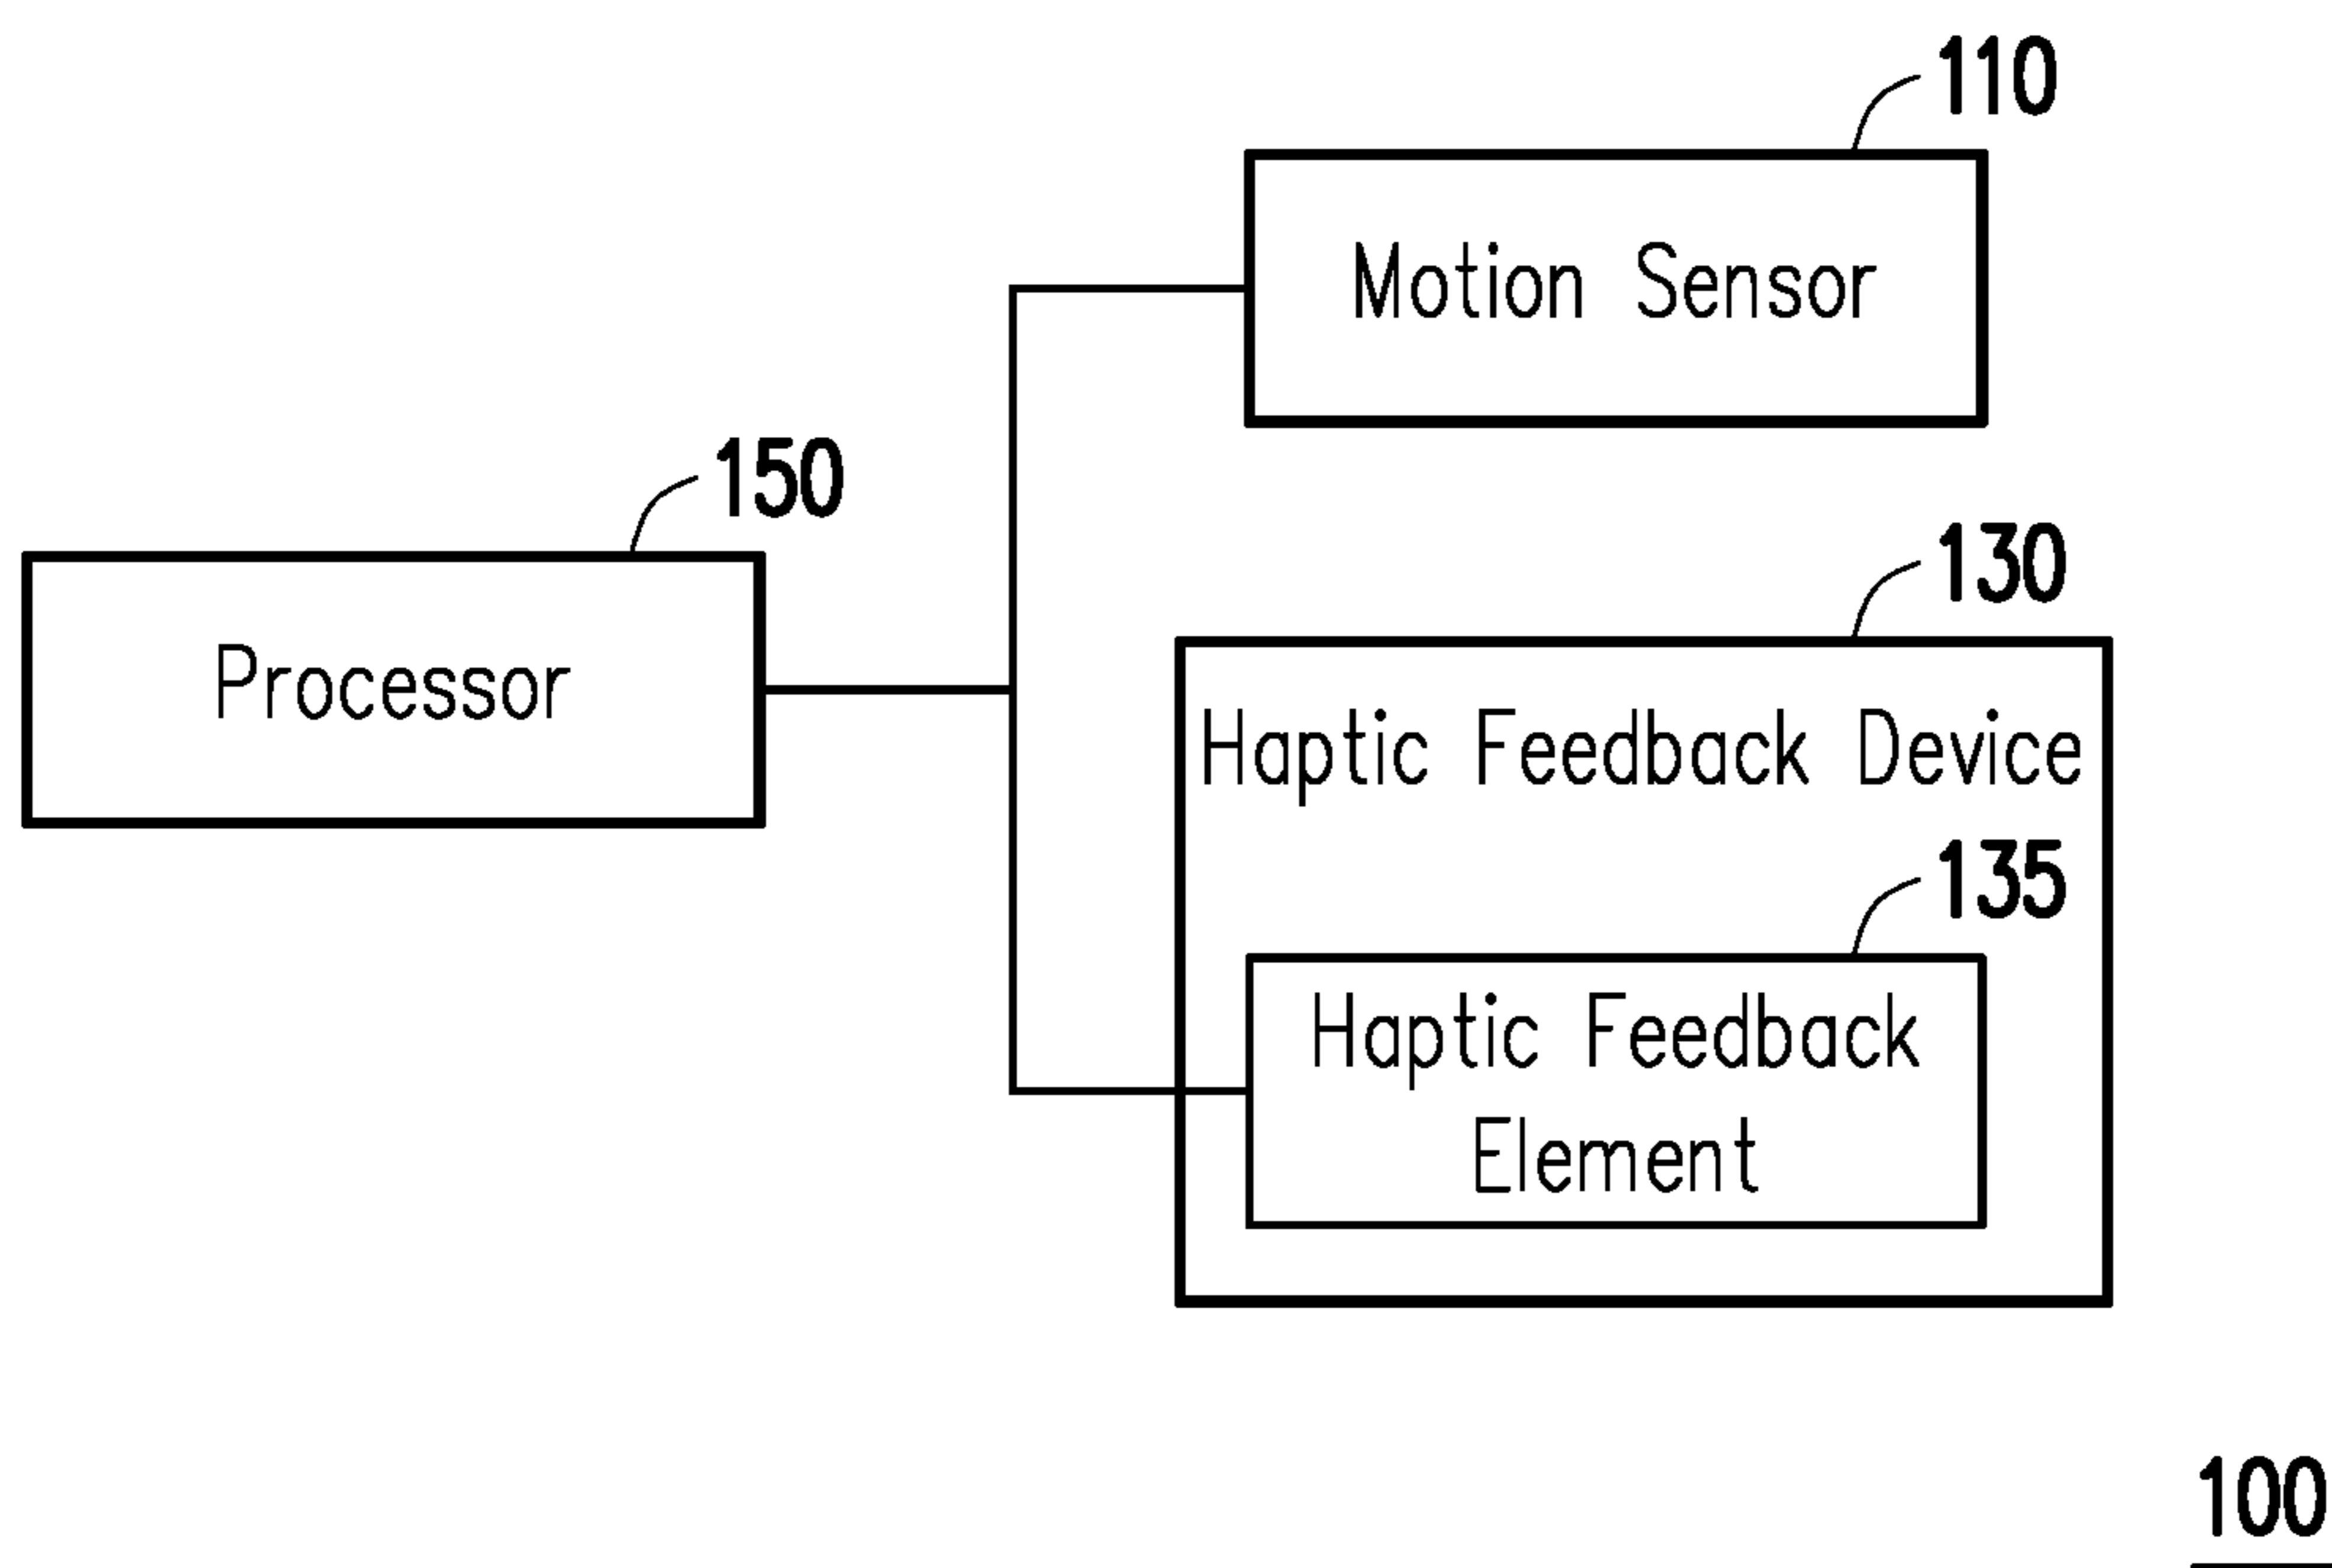 110
Motion Sensor
150
Processor
130
Haptic Feedback Device
135
Haptic Feedback
Element
100